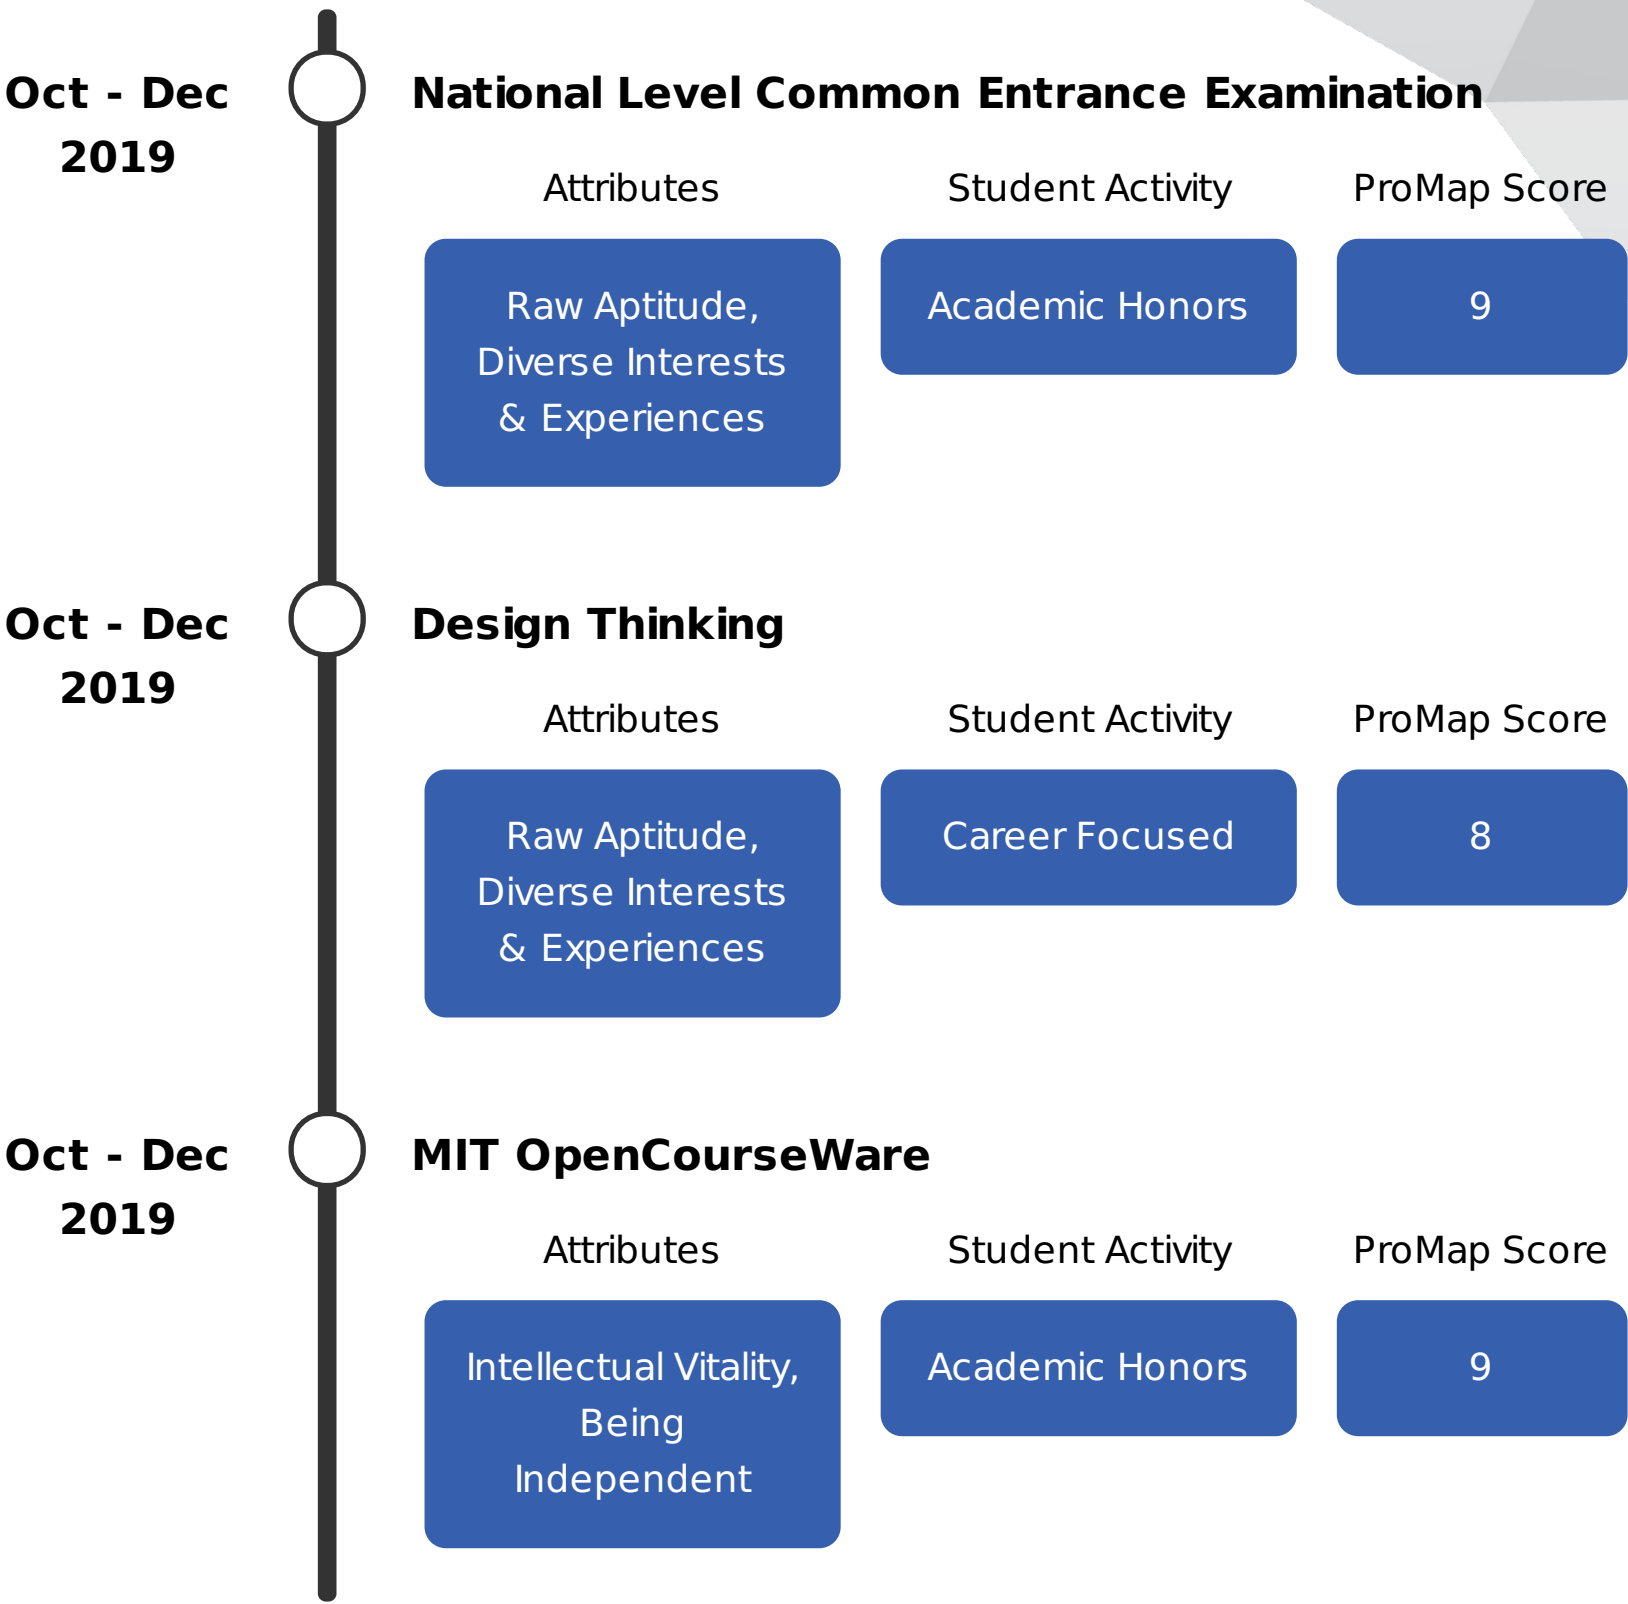 Oct - Dec
2019
National Level Common Entrance Examination
Attributes
Raw Aptitude,
Diverse Interests
& Experiences
Student Activity
Academic Honors
ProMap Score
9
Oct - Dec
2019
Design Thinking
Attributes
Raw Aptitude,
Diverse Interests
& Experiences
Student Activity
Career Focused
ProMap Score
8
Oct - Dec
2019
MIT OpenCourseWare
Attributes
Intellectual Vitality,
Being
Independent
Student Activity
Academic Honors
ProMap Score
9